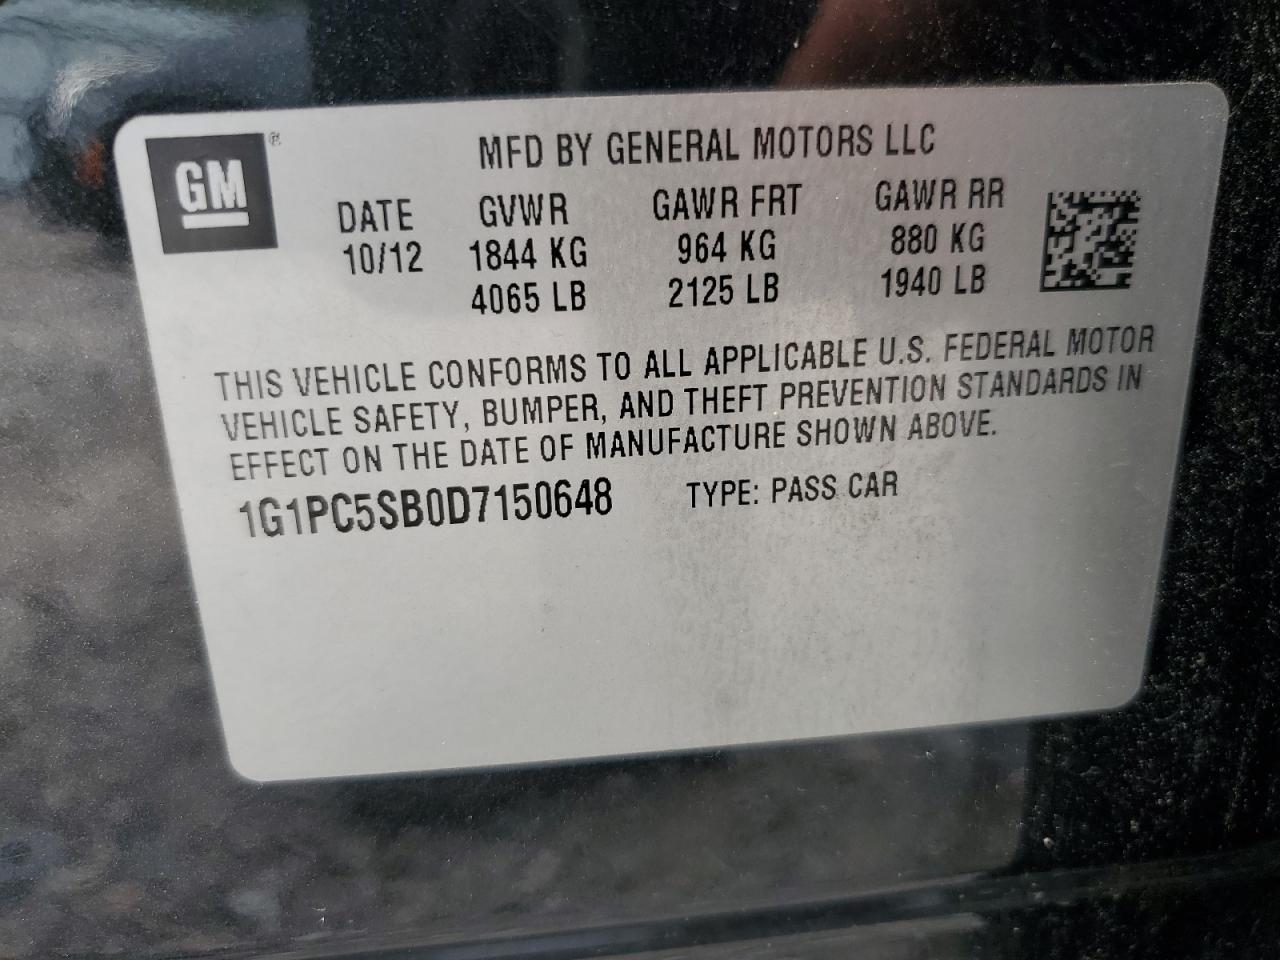 GM ®
MFD BY GENERAL MOTORS LLC
DATE GVWR GAWR FRT GAWR RR
10/12 1844 KG 964 KG 880 KG
4065 LB 2125 LB 1940 LB
THIS VEHICLE CONFORMS TO ALL APPLICABLE U.S. FEDERAL MOTOR
VEHICLE SAFETY, BUMPER, AND THEFT PREVENTION STANDARDS IN
EFFECT ON THE DATE OF MANUFACTURE SHOWN ABOVE.
1G1PC5SB0D7150648 TYPE: PASS CAR